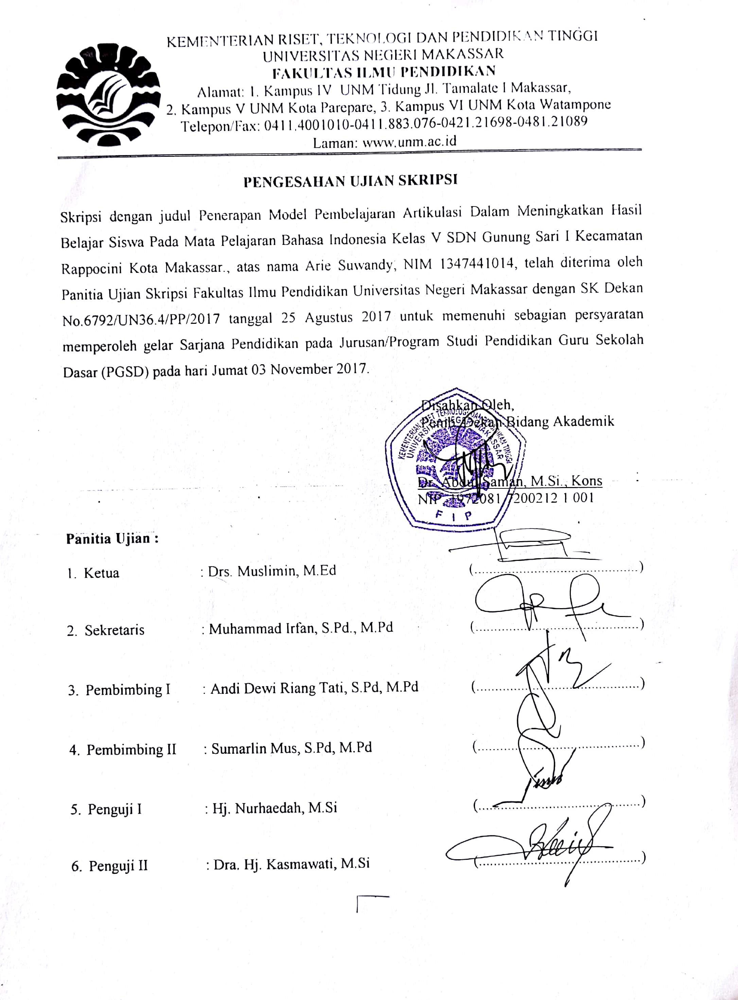 KEMENTERIAN RISET, TEKNOLOGI DAN PENDIDIKAN TINGGI
UNIVERSITAS NEGERI MAKASSAR
FAKULTAS ILMU PENDIDIKAN
Alamat: 1. Kampus IV UNM Tidung Jl. Tamalate I Makassar,
2. Kampus V UNM Kota Parepare, 3. Kampus VI UNM Kota Watampone
Telepon/Fax: 0411.4001010-0411.883.076-0421.21698-0481.21089
Laman: www.unm.ac.id
PENGESAHAN UJIAN SKRIPSI
Skripsi dengan judul Penerapan Model Pembelajaran Artikulasi Dalam Meningkatkan Hasil
Belajar Siswa Pada Mata Pelajaran Bahasa Indonesia Kelas V SDN Gunung Sari I Kecamatan
Rappocini Kota Makassar., atas nama Arie Suwandy, NIM 1347441014, telah diterima oleh
Panitia Ujian Skripsi Fakultas Ilmu Pendidikan Universitas Negeri Makassar dengan SK Dekan
No.6792/UN36.4/PP/2017 tanggal 25 Agustus 2017 untuk memenuhi sebagian persyaratan
memperoleh gelar Sarjana Pendidikan pada Jurusan/Program Studi Pendidikan Guru Sekolah
Dasar (PGSD) pada hari Jumat 03 November 2017.
Disahkan Oleh,
Pemb. Dekan Bidang Akademik
KEMENTERIAN RISET TEKNOLOGI DAN PENDIDIKAN TINGGI
UNIVERSITAS NEGERI MAKASSAR
Dr. Abdul Saman, M.Si., Kons
NIP. 19720817200212 1 001
F I P
Panitia Ujian :
1. Ketua : Drs. Muslimin, M.Ed (..............................)
2. Sekretaris : Muhammad Irfan, S.Pd., M.Pd (..............................)
3. Pembimbing I : Andi Dewi Riang Tati, S.Pd, M.Pd (..............................)
4. Pembimbing II : Sumarlin Mus, S.Pd, M.Pd (..............................)
5. Penguji I : Hj. Nurhaedah, M.Si (..............................)
6. Penguji II : Dra. Hj. Kasmawati, M.Si (..............................)